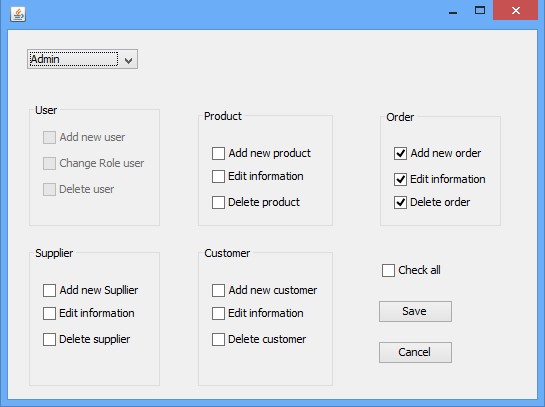 Admin
User
Add new user
Change Role user
Delete user
Product
Add new product
Edit information
Delete product
Order
Add new order
Edit information
Delete order
Supplier
Add new Supllier
Edit information
Delete supplier
Customer
Add new customer
Edit information
Delete customer
Check all
Save
Cancel